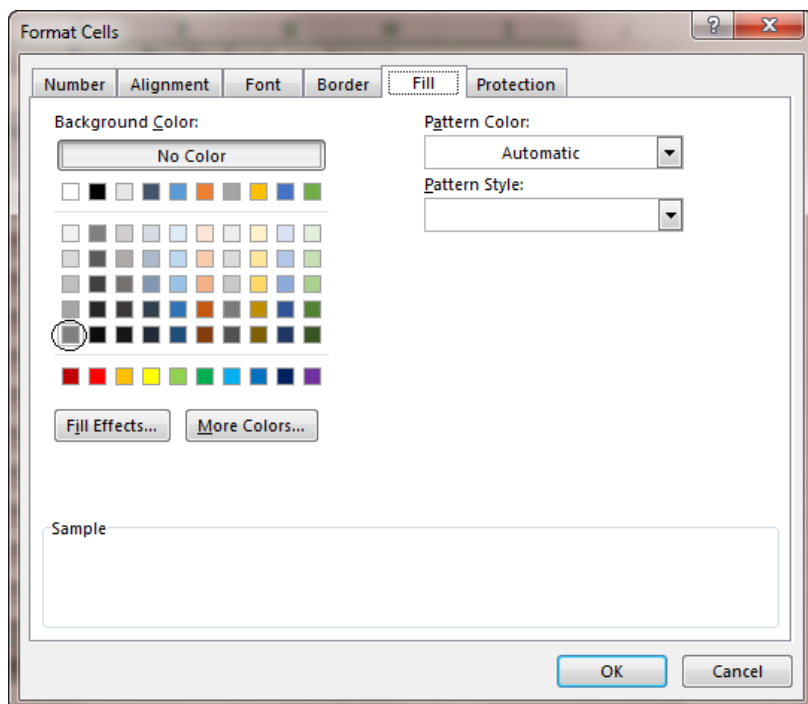 Format Cells
Number Alignment Font Border Fill Protection
Background Color:
No Color
Pattern Color:
Automatic
Pattern Style:
Fill Effects...
More Colors...
Sample
OK
Cancel